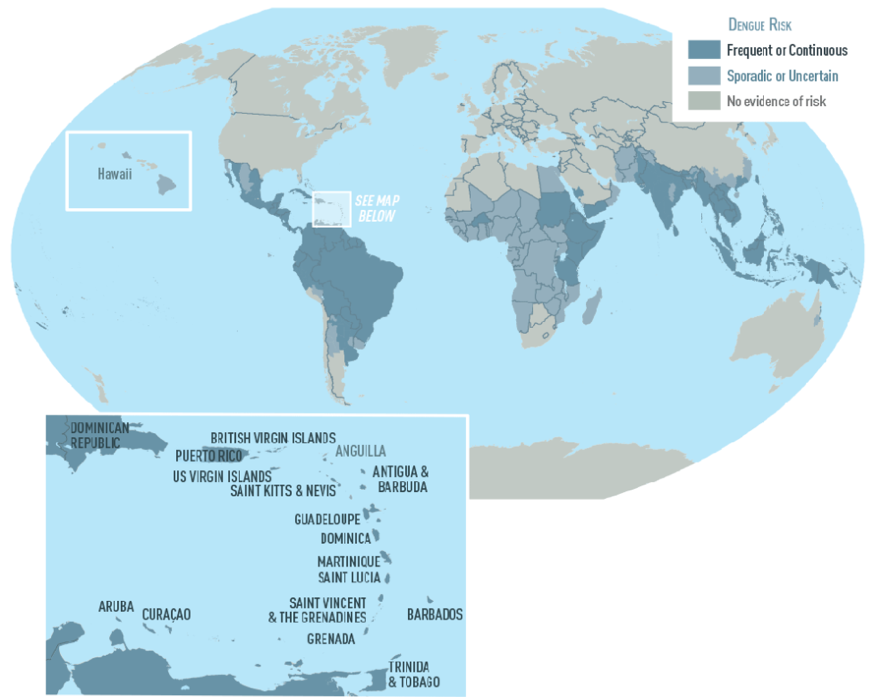 DENGUE RISK
Frequent or Continuous
Sporadic or Uncertain
No evidence of risk
Hawaii
SEE MAP
BELOW
DOMINICAN
REPUBLIC
BRITISH VIRGIN ISLANDS
PUERTO RICO
ANGUILLA
US VIRGIN ISLANDS
ANTIGUA &
BARBUDA
SAINT KITTS & NEVIS
GUADELOUPE
DOMINICA
MARTINIQUE
SAINT LUCIA
SAINT VINCENT
& THE GRENADINES
ARUBA
CURAÇAO
BARBADOS
GRENADA
TRINIDA
& TOBAGO